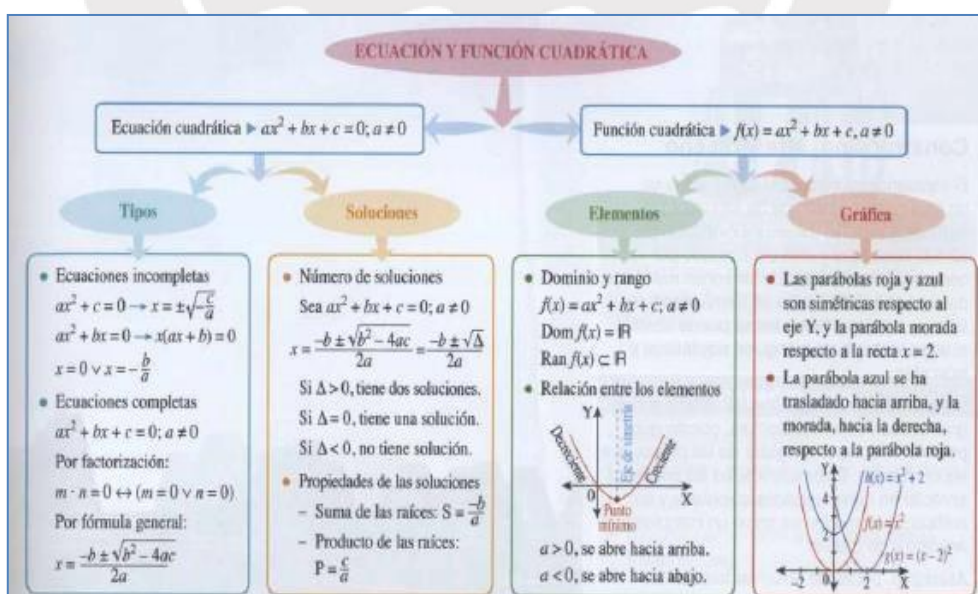 ECUACIÓN Y FUNCIÓN CUADRÁTICA
Ecuación cuadrática ▶ ax² + bx + c = 0; a ≠ 0
Función cuadrática ▶ f(x) = ax² + bx + c, a ≠ 0
Tipos
• Ecuaciones incompletas
ax² + c = 0 → x = ±√(-c/a)
ax² + bx = 0 → x(ax + b) = 0
x = 0 ∨ x = -b/a
• Ecuaciones completas
ax² + bx + c = 0; a ≠ 0
Por factorización:
m · n = 0 ↔ (m = 0 ∨ n = 0)
Por fórmula general:
x = (-b ± √(b² - 4ac))/2a
Soluciones
• Número de soluciones
Sea ax² + bx + c = 0; a ≠ 0
x = (-b ± √(b² - 4ac))/2a = (-b ± √Δ)/2a
Si Δ > 0, tiene dos soluciones.
Si Δ = 0, tiene una solución.
Si Δ < 0, no tiene solución.
• Propiedades de las soluciones
– Suma de las raíces: S = -b/a
– Producto de las raíces:
P = c/a
Elementos
• Dominio y rango
f(x) = ax² + bx + c; a ≠ 0
Dom f(x) = ℝ
Ran f(x) ⊂ ℝ
• Relación entre los elementos
Y
Decreciente
Eje de simetría
Creciente
0
X
Punto
mínimo
a > 0, se abre hacia arriba.
a < 0, se abre hacia abajo.
Gráfica
• Las parábolas roja y azul
son simétricas respecto al
eje Y, y la parábola morada
respecto a la recta x = 2.
• La parábola azul se ha
trasladado hacia arriba, y la
morada, hacia la derecha,
respecto a la parábola roja.
Y
h(x) = x² + 2
4
f(x) = x²
2
g(x) = (x - 2)²
-2
0
2
X